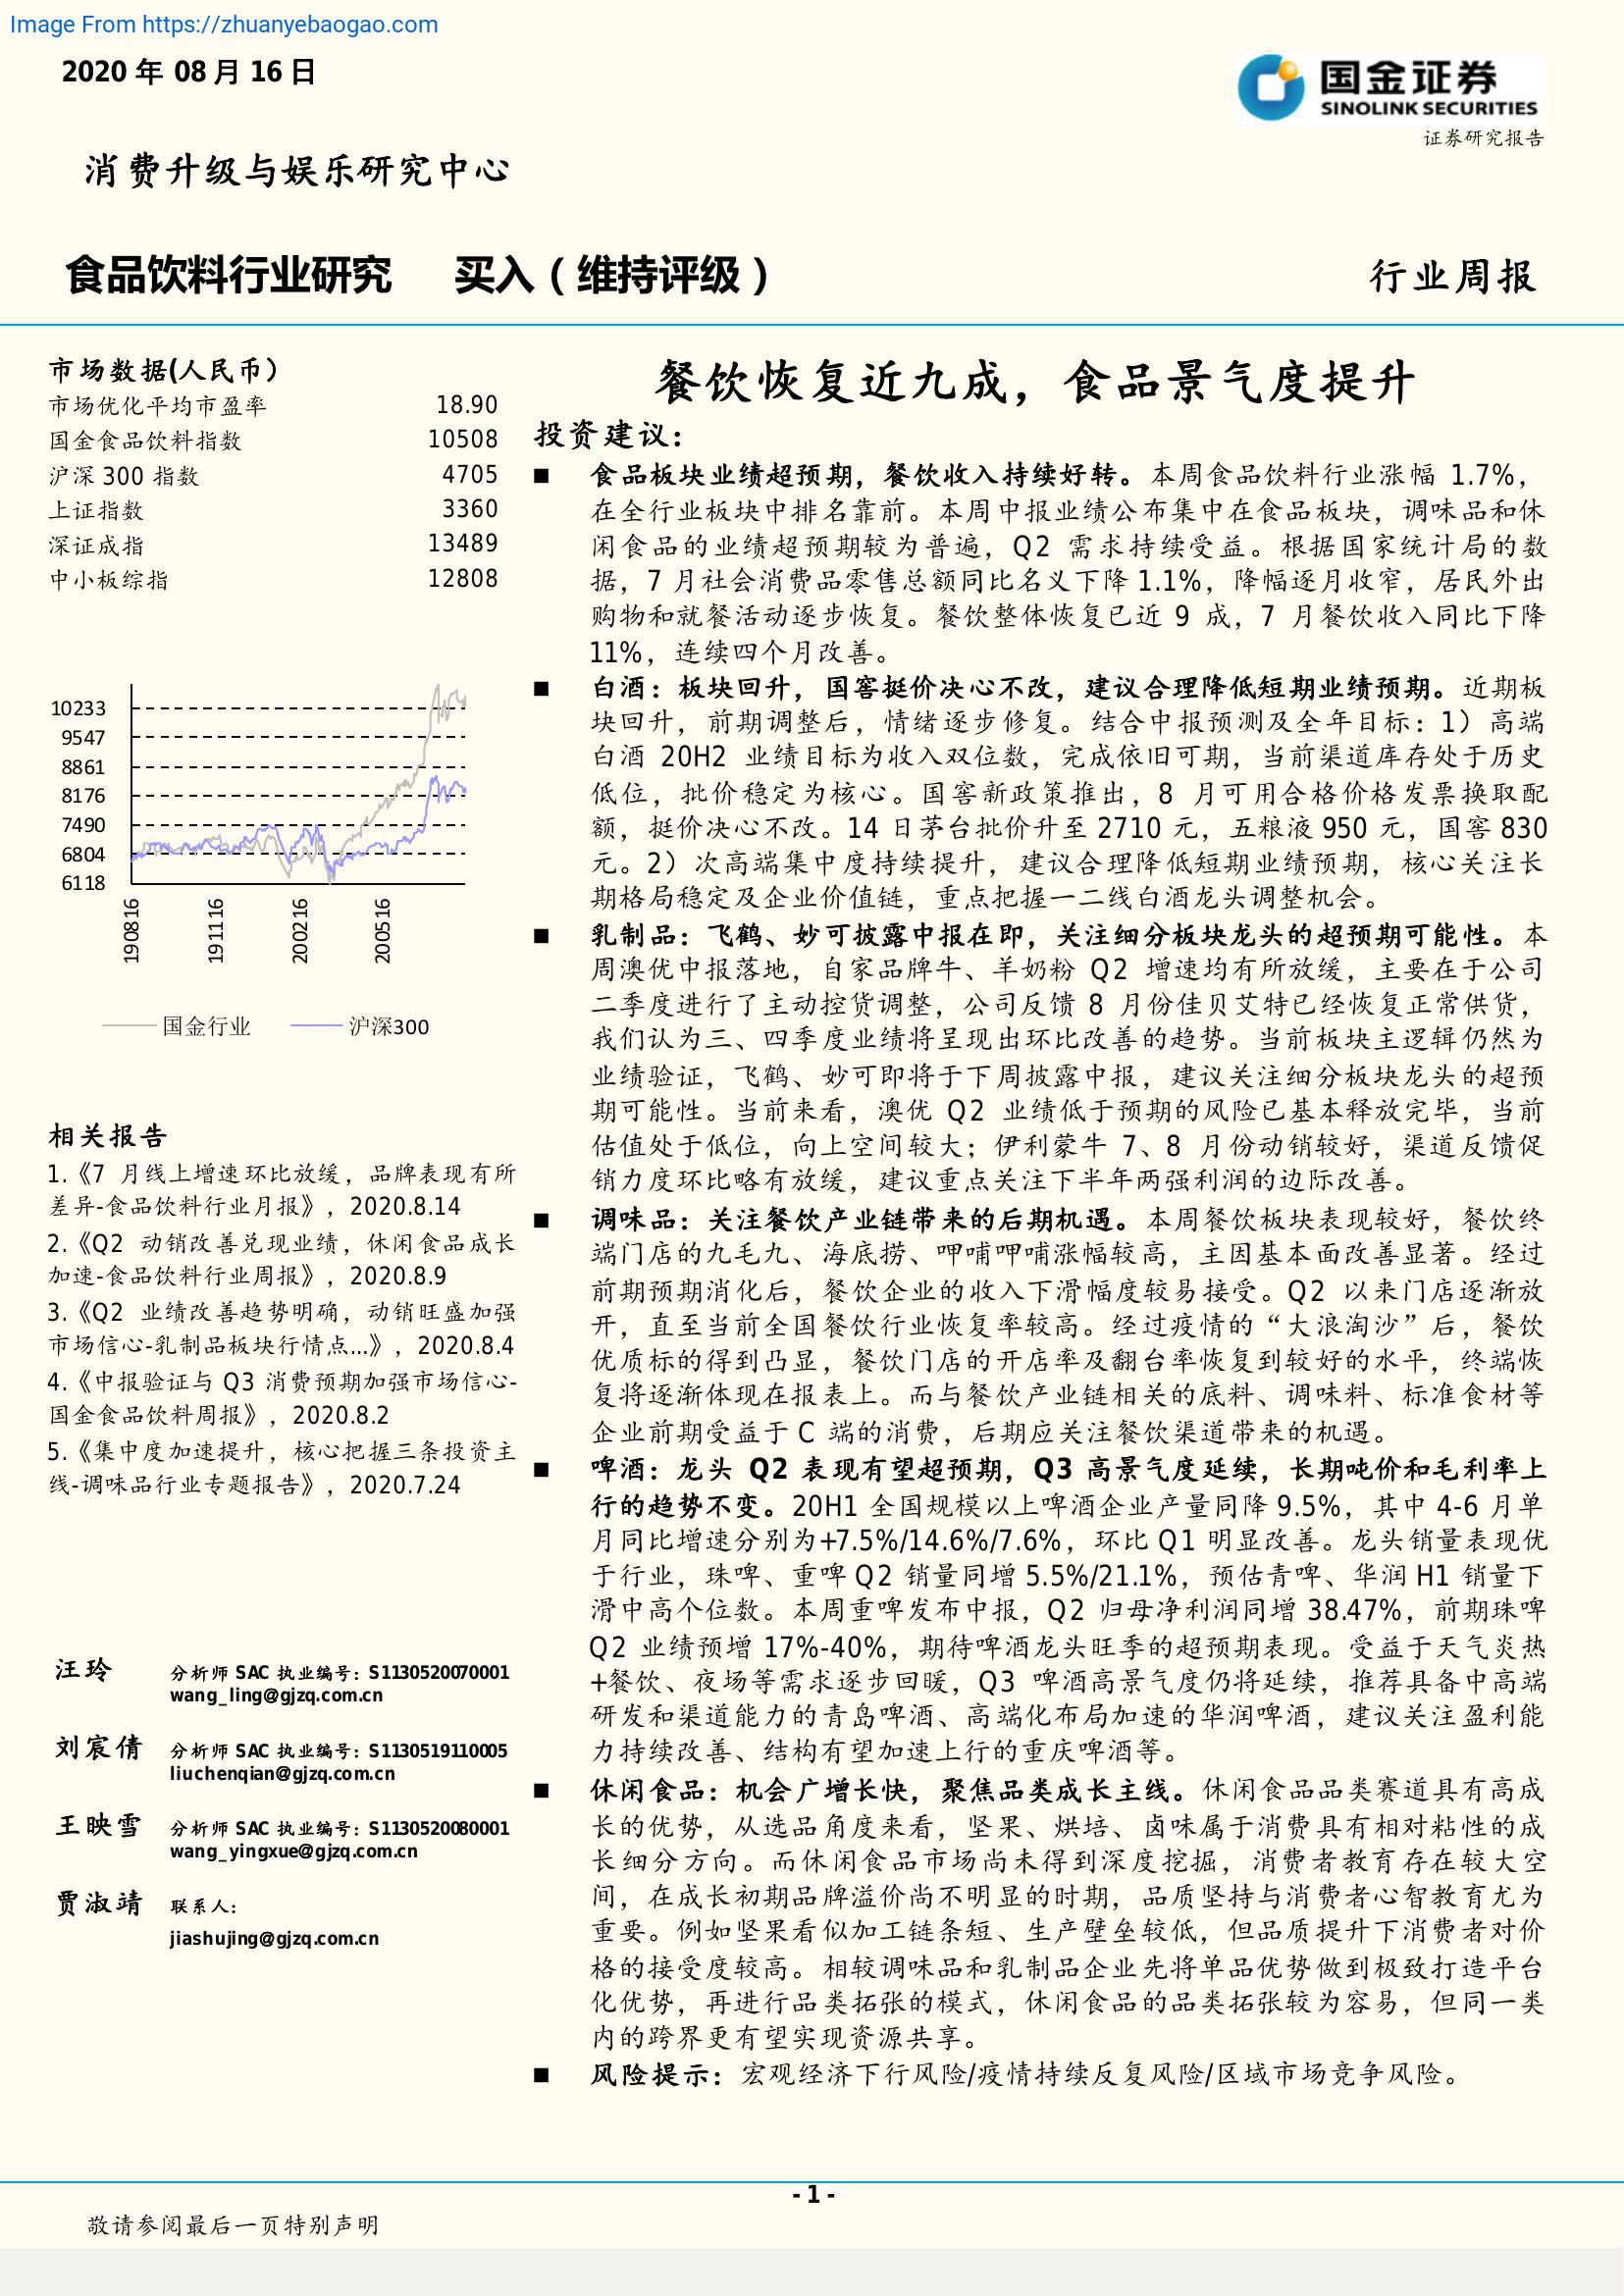 Image From https://zhuanyebaogao.com
2020 年 08 月 16 日
国金证券
SINOLINK SECURITIES
证券研究报告
消费升级与娱乐研究中心
食品饮料行业研究 买入（维持评级）
行业周报
市场数据(人民币）
市场优化平均市盈率 18.90
国金食品饮料指数 10508
沪深 300 指数 4705
上证指数 3360
深证成指 13489
中小板综指 12808
10233
9547
8861
8176
7490
6804
6118
190816
191116
200216
200516
国金行业 沪深300
相关报告
1.《7 月线上增速环比放缓，品牌表现有所
差异-食品饮料行业月报》，2020.8.14
2.《Q2 动销改善兑现业绩，休闲食品成长
加速-食品饮料行业周报》，2020.8.9
3.《Q2 业绩改善趋势明确，动销旺盛加强
市场信心-乳制品板块行情点...》，2020.8.4
4.《中报验证与 Q3 消费预期加强市场信心-
国金食品饮料周报》，2020.8.2
5.《集中度加速提升，核心把握三条投资主
线-调味品行业专题报告》，2020.7.24
汪玲 分析师 SAC 执业编号：S1130520070001
wang_ling@gjzq.com.cn
刘宸倩 分析师 SAC 执业编号：S1130519110005
liuchenqian@gjzq.com.cn
王映雪 分析师 SAC 执业编号：S1130520080001
wang_yingxue@gjzq.com.cn
贾淑靖 联系人：
jiashujing@gjzq.com.cn
餐饮恢复近九成，食品景气度提升
投资建议：
■ 食品板块业绩超预期，餐饮收入持续好转。本周食品饮料行业涨幅 1.7%，
在全行业板块中排名靠前。本周中报业绩公布集中在食品板块，调味品和休
闲食品的业绩超预期较为普遍，Q2 需求持续受益。根据国家统计局的数
据，7 月社会消费品零售总额同比名义下降 1.1%，降幅逐月收窄，居民外出
购物和就餐活动逐步恢复。餐饮整体恢复已近 9 成，7 月餐饮收入同比下降
11%，连续四个月改善。
■ 白酒：板块回升，国窖挺价决心不改，建议合理降低短期业绩预期。近期板
块回升，前期调整后，情绪逐步修复。结合中报预测及全年目标：1）高端
白酒 20H2 业绩目标为收入双位数，完成依旧可期，当前渠道库存处于历史
低位，批价稳定为核心。国窖新政策推出，8 月可用合格价格发票换取配
额，挺价决心不改。14 日茅台批价升至 2710 元，五粮液 950 元，国窖 830
元。2）次高端集中度持续提升，建议合理降低短期业绩预期，核心关注长
期格局稳定及企业价值链，重点把握一二线白酒龙头调整机会。
■ 乳制品：飞鹤、妙可披露中报在即，关注细分板块龙头的超预期可能性。本
周澳优中报落地，自家品牌牛、羊奶粉 Q2 增速均有所放缓，主要在于公司
二季度进行了主动控货调整，公司反馈 8 月份佳贝艾特已经恢复正常供货，
我们认为三、四季度业绩将呈现出环比改善的趋势。当前板块主逻辑仍然为
业绩验证，飞鹤、妙可即将于下周披露中报，建议关注细分板块龙头的超预
期可能性。当前来看，澳优 Q2 业绩低于预期的风险已基本释放完毕，当前
估值处于低位，向上空间较大；伊利蒙牛 7、8 月份动销较好，渠道反馈促
销力度环比略有放缓，建议重点关注下半年两强利润的边际改善。
■ 调味品：关注餐饮产业链带来的后期机遇。本周餐饮板块表现较好，餐饮终
端门店的九毛九、海底捞、呷哺呷哺涨幅较高，主因基本面改善显著。经过
前期预期消化后，餐饮企业的收入下滑幅度较易接受。Q2 以来门店逐渐放
开，直至当前全国餐饮行业恢复率较高。经过疫情的“大浪淘沙”后，餐饮
优质标的得到凸显，餐饮门店的开店率及翻台率恢复到较好的水平，终端恢
复将逐渐体现在报表上。而与餐饮产业链相关的底料、调味料、标准食材等
企业前期受益于 C 端的消费，后期应关注餐饮渠道带来的机遇。
■ 啤酒：龙头 Q2 表现有望超预期，Q3 高景气度延续，长期吨价和毛利率上
行的趋势不变。20H1 全国规模以上啤酒企业产量同降 9.5%，其中 4-6 月单
月同比增速分别为+7.5%/14.6%/7.6%，环比 Q1 明显改善。龙头销量表现优
于行业，珠啤、重啤 Q2 销量同增 5.5%/21.1%，预估青啤、华润 H1 销量下
滑中高个位数。本周重啤发布中报，Q2 归母净利润同增 38.47%，前期珠啤
Q2 业绩预增 17%-40%，期待啤酒龙头旺季的超预期表现。受益于天气炎热
+餐饮、夜场等需求逐步回暖，Q3 啤酒高景气度仍将延续，推荐具备中高端
研发和渠道能力的青岛啤酒、高端化布局加速的华润啤酒，建议关注盈利能
力持续改善、结构有望加速上行的重庆啤酒等。
■ 休闲食品：机会广增长快，聚焦品类成长主线。休闲食品品类赛道具有高成
长的优势，从选品角度来看，坚果、烘培、卤味属于消费具有相对粘性的成
长细分方向。而休闲食品市场尚未得到深度挖掘，消费者教育存在较大空
间，在成长初期品牌溢价尚不明显的时期，品质坚持与消费者心智教育尤为
重要。例如坚果看似加工链条短、生产壁垒较低，但品质提升下消费者对价
格的接受度较高。相较调味品和乳制品企业先将单品优势做到极致打造平台
化优势，再进行品类拓张的模式，休闲食品的品类拓张较为容易，但同一类
内的跨界更有望实现资源共享。
■ 风险提示：宏观经济下行风险/疫情持续反复风险/区域市场竞争风险。
- 1 -
敬请参阅最后一页特别声明